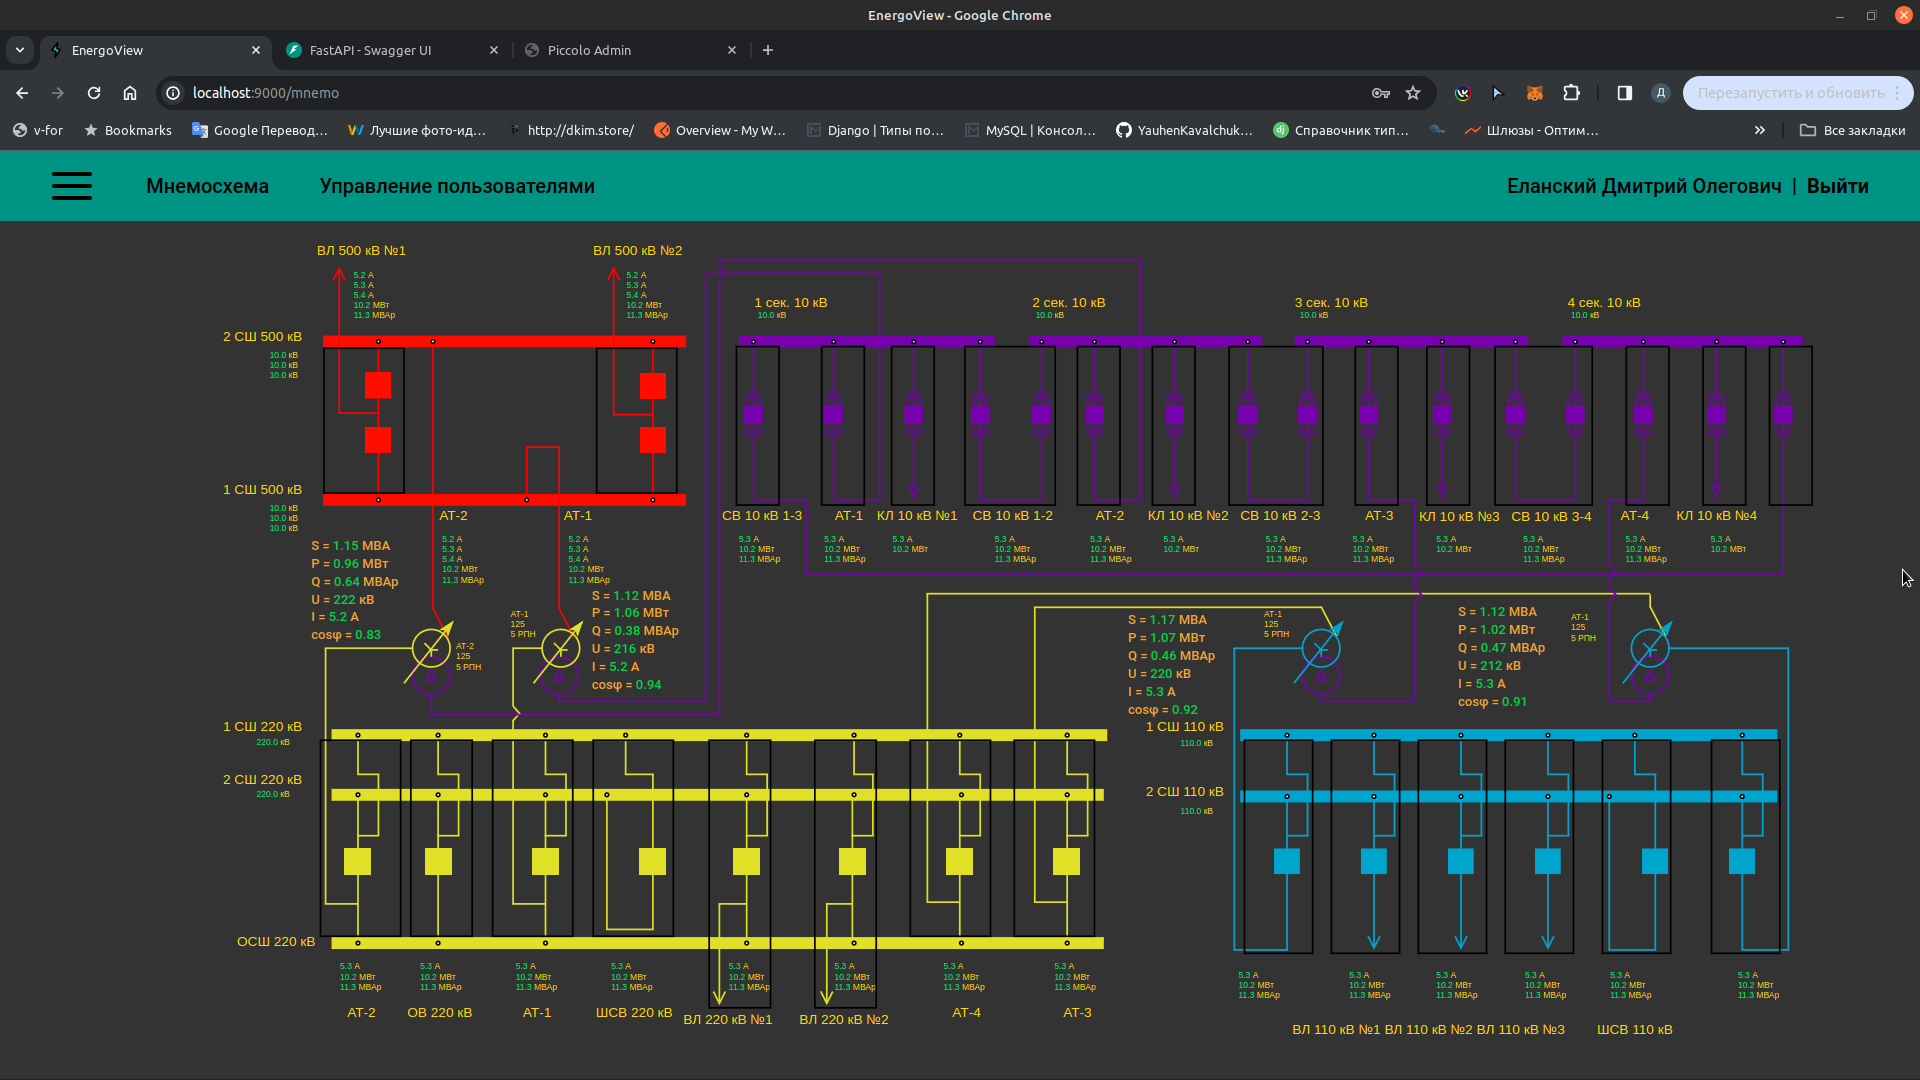 EnergoView - Google Chrome
EnergoView
FastAPI - Swagger UI
Piccolo Admin
localhost:9000/mnemo
Д
Перезапустить и обновить
v-for
Bookmarks
Google Перевод…
Лучшие фото-ид…
http://dkim.store/
Overview - My W…
Django | Типы по…
MySQL | Консол…
YauhenKavalchuk…
Справочник тип…
Шлюзы - Оптим…
Все закладки
Мнемосхема
Управление пользователями
Еланский Дмитрий Олегович | Выйти
ВЛ 500 кВ №1
5.2 А
5.3 А
5.4 А
10.2 МВт
11.3 МВАр
ВЛ 500 кВ №2
5.2 А
5.3 А
5.4 А
10.2 МВт
11.3 МВАр
2 СШ 500 кВ
10.0 кВ
10.0 кВ
10.0 кВ
1 СШ 500 кВ
10.0 кВ
10.0 кВ
10.0 кВ
1 сек. 10 кВ
10.0 кВ
2 сек. 10 кВ
10.0 кВ
3 сек. 10 кВ
10.0 кВ
4 сек. 10 кВ
10.0 кВ
АТ-2
5.2 А
5.3 А
5.4 А
10.2 МВт
11.3 МВАр
АТ-1
5.2 А
5.3 А
5.4 А
10.2 МВт
11.3 МВАр
СВ 10 кВ 1-3
5.3 А
10.2 МВт
11.3 МВАр
АТ-1
5.3 А
10.2 МВт
11.3 МВАр
КЛ 10 кВ №1
5.3 А
10.2 МВт
СВ 10 кВ 1-2
5.3 А
10.2 МВт
11.3 МВАр
АТ-2
5.3 А
10.2 МВт
11.3 МВАр
КЛ 10 кВ №2
5.3 А
10.2 МВт
СВ 10 кВ 2-3
5.3 А
10.2 МВт
11.3 МВАр
АТ-3
5.3 А
10.2 МВт
11.3 МВАр
КЛ 10 кВ №3
5.3 А
10.2 МВт
СВ 10 кВ 3-4
5.3 А
10.2 МВт
11.3 МВАр
АТ-4
5.3 А
10.2 МВт
11.3 МВАр
КЛ 10 кВ №4
5.3 А
10.2 МВт
S = 1.15 МВА
P = 0.96 МВт
Q = 0.64 МВАр
U = 222 кВ
I = 5.2 А
cosφ = 0.83
АТ-2
125
5 РПН
АТ-1
125
5 РПН
S = 1.12 МВА
P = 1.06 МВт
Q = 0.38 МВАр
U = 216 кВ
I = 5.2 А
cosφ = 0.94
S = 1.17 МВА
P = 1.07 МВт
Q = 0.46 МВАр
U = 220 кВ
I = 5.3 А
cosφ = 0.92
АТ-1
125
5 РПН
S = 1.12 МВА
P = 1.02 МВт
Q = 0.47 МВАр
U = 212 кВ
I = 5.3 А
cosφ = 0.91
АТ-1
125
5 РПН
1 СШ 220 кВ
220.0 кВ
2 СШ 220 кВ
220.0 кВ
ОСШ 220 кВ
1 СШ 110 кВ
110.0 кВ
2 СШ 110 кВ
110.0 кВ
5.3 А
10.2 МВт
11.3 МВАр
АТ-2
5.3 А
10.2 МВт
11.3 МВАр
ОВ 220 кВ
5.3 А
10.2 МВт
11.3 МВАр
АТ-1
5.3 А
10.2 МВт
11.3 МВАр
ШСВ 220 кВ
5.3 А
10.2 МВт
11.3 МВАр
ВЛ 220 кВ №1
5.3 А
10.2 МВт
11.3 МВАр
ВЛ 220 кВ №2
5.3 А
10.2 МВт
11.3 МВАр
АТ-4
5.3 А
10.2 МВт
11.3 МВАр
АТ-3
5.3 А
10.2 МВт
11.3 МВАр
5.3 А
10.2 МВт
11.3 МВАр
ВЛ 110 кВ №1
5.3 А
10.2 МВт
11.3 МВАр
ВЛ 110 кВ №2
5.3 А
10.2 МВт
11.3 МВАр
ВЛ 110 кВ №3
5.3 А
10.2 МВт
11.3 МВАр
ШСВ 110 кВ
5.3 А
10.2 МВт
11.3 МВАр